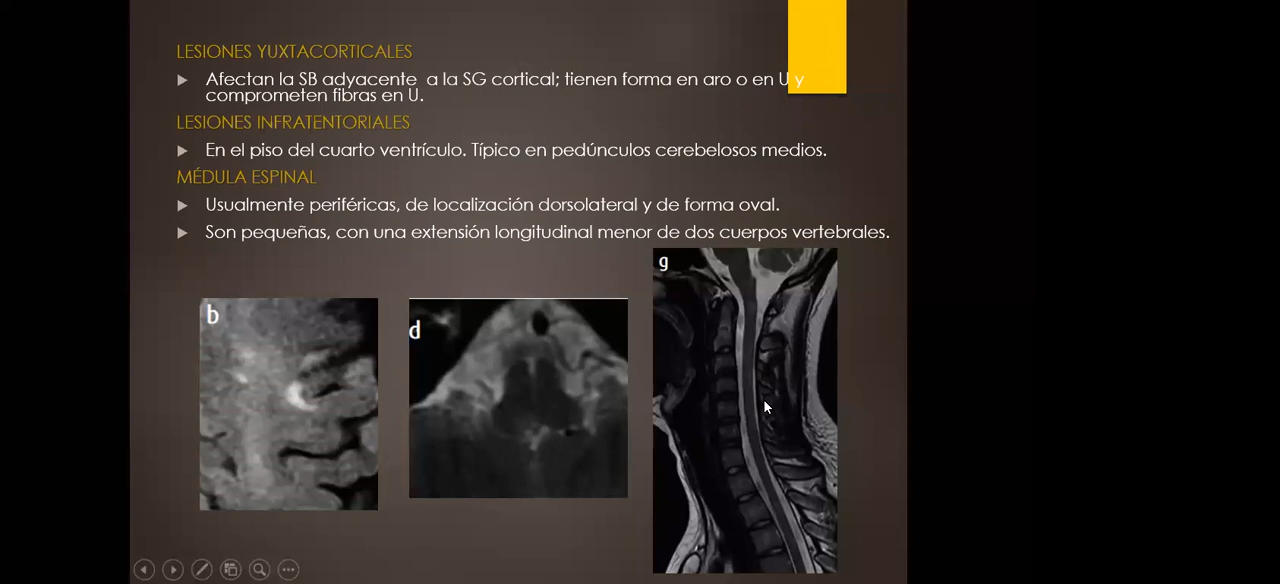 LESIONES YUXTACORTICALES
Afectan la SB adyacente a la SG cortical; tienen forma en aro o en U y
comprometen fibras en U.
LESIONES INFRATENTORIALES
En el piso del cuarto ventrículo. Típico en pedúnculos cerebelosos medios.
MÉDULA ESPINAL
Usualmente periféricas, de localización dorsolateral y de forma oval.
Son pequeñas, con una extensión longitudinal menor de dos cuerpos vertebrales.
b
d
g